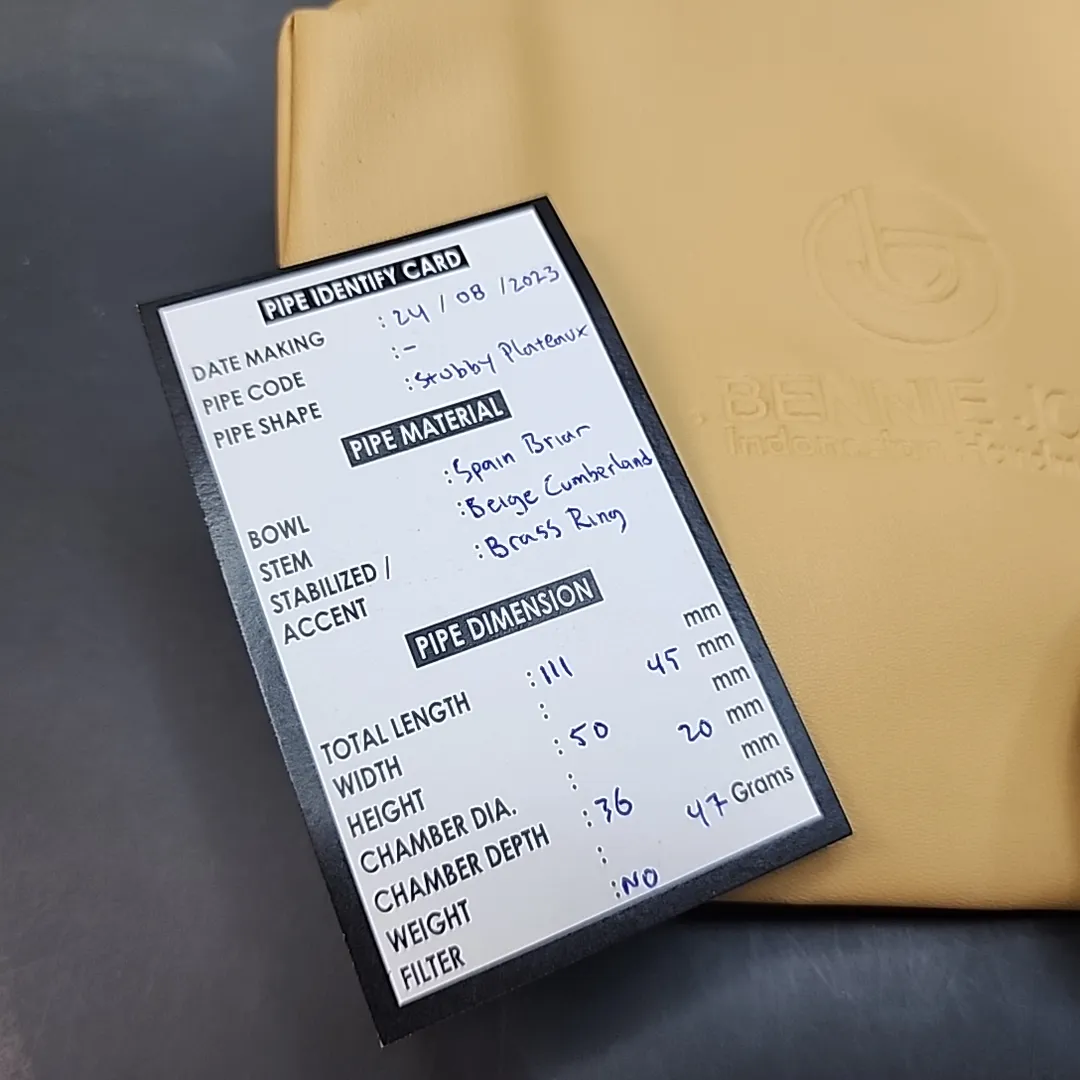 PIPE IDENTIFY CARD
DATE MAKING : 24 / 08 / 2023
PIPE CODE : -
PIPE SHAPE : Stubby Plateaux
PIPE MATERIAL
BOWL : Spain Briar
STEM : Beige Cumberland
STABILIZED / : Brass Ring
ACCENT
PIPE DIMENSION
TOTAL LENGTH : 111 mm
WIDTH : 45 mm
HEIGHT : 50 mm
CHAMBER DIA. : 20 mm
CHAMBER DEPTH : 36 mm
WEIGHT : 47 Grams
FILTER : NO